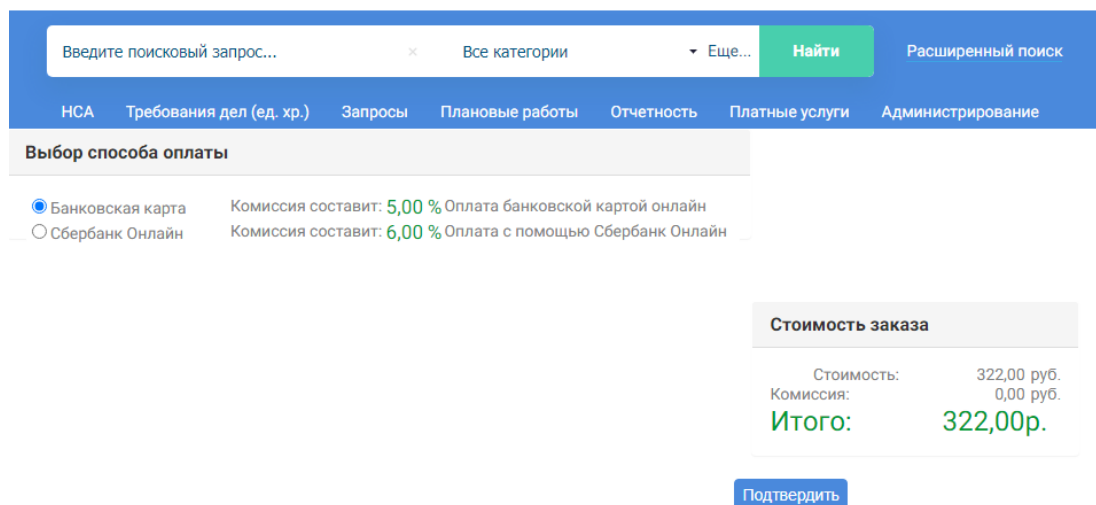 Введите поисковый запрос... × Все категории Еще... Найти Расширенный поиск
НСА Требования дел (ед. хр.) Запросы Плановые работы Отчетность Платные услуги Администрирование
Выбор способа оплаты
Банковская карта Комиссия составит: 5,00 % Оплата банковской картой онлайн
Сбербанк Онлайн Комиссия составит: 6,00 % Оплата с помощью Сбербанк Онлайн
Стоимость заказа
Стоимость: 322,00 руб.
Комиссия: 0,00 руб.
Итого: 322,00р.
Подтвердить